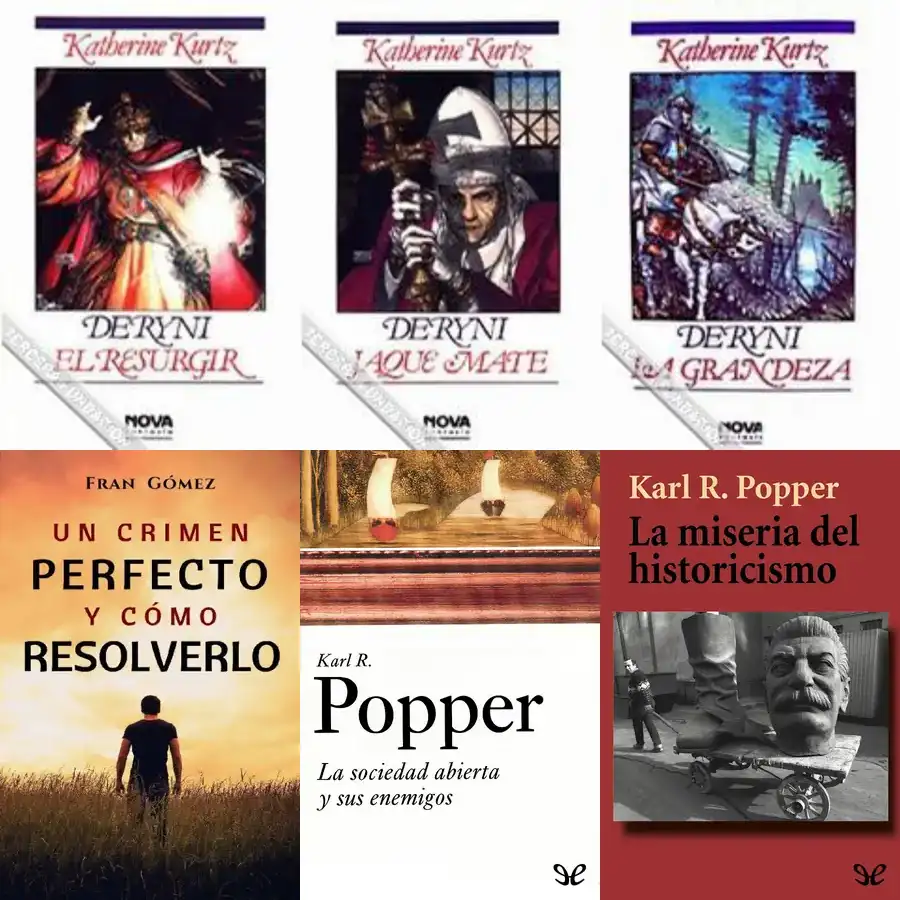 Katherine Kurtz
DERYNI
EL RESURGIR
NOVA
Katherine Kurtz
DERYNI
JAQUE MATE
NOVA
Katherine Kurtz
DERYNI
LA GRANDEZA
NOVA
FRAN GÓMEZ
UN CRIMEN
PERFECTO
Y CÓMO
RESOLVERLO
Karl R.
Popper
La sociedad abierta
y sus enemigos
Karl R. Popper
La miseria del
historicismo